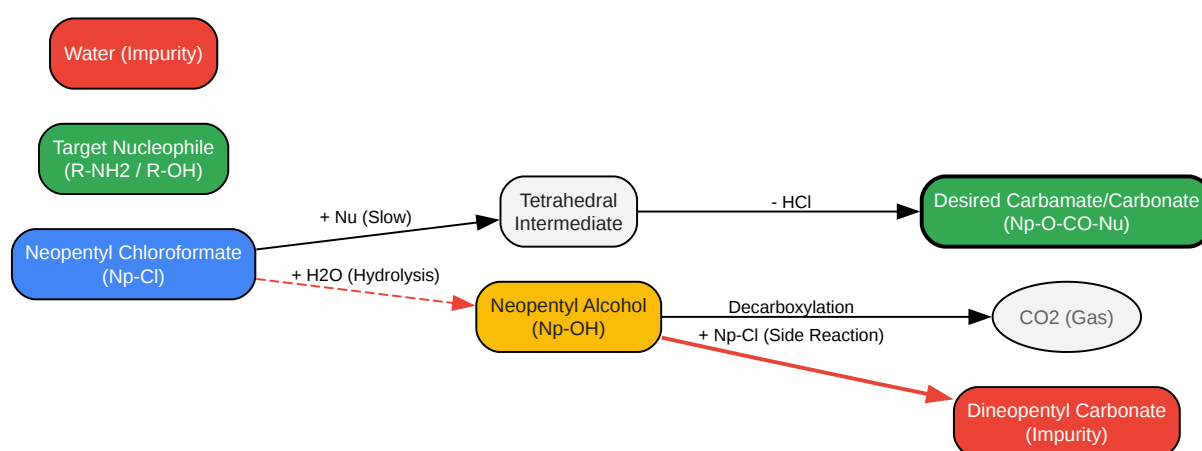 Water (Impurity)
Target Nucleophile
(R-NH2 / R-OH)
Neopentyl Chloroformate
(Np-Cl)
+ Nu (Slow)
+ H2O (Hydrolysis)
Tetrahedral
Intermediate
- HCl
Desired Carbamate/Carbonate
(Np-O-CO-Nu)
Neopentyl Alcohol
(Np-OH)
Decarboxylation
+ Np-Cl (Side Reaction)
CO2 (Gas)
Dineopentyl Carbonate
(Impurity)